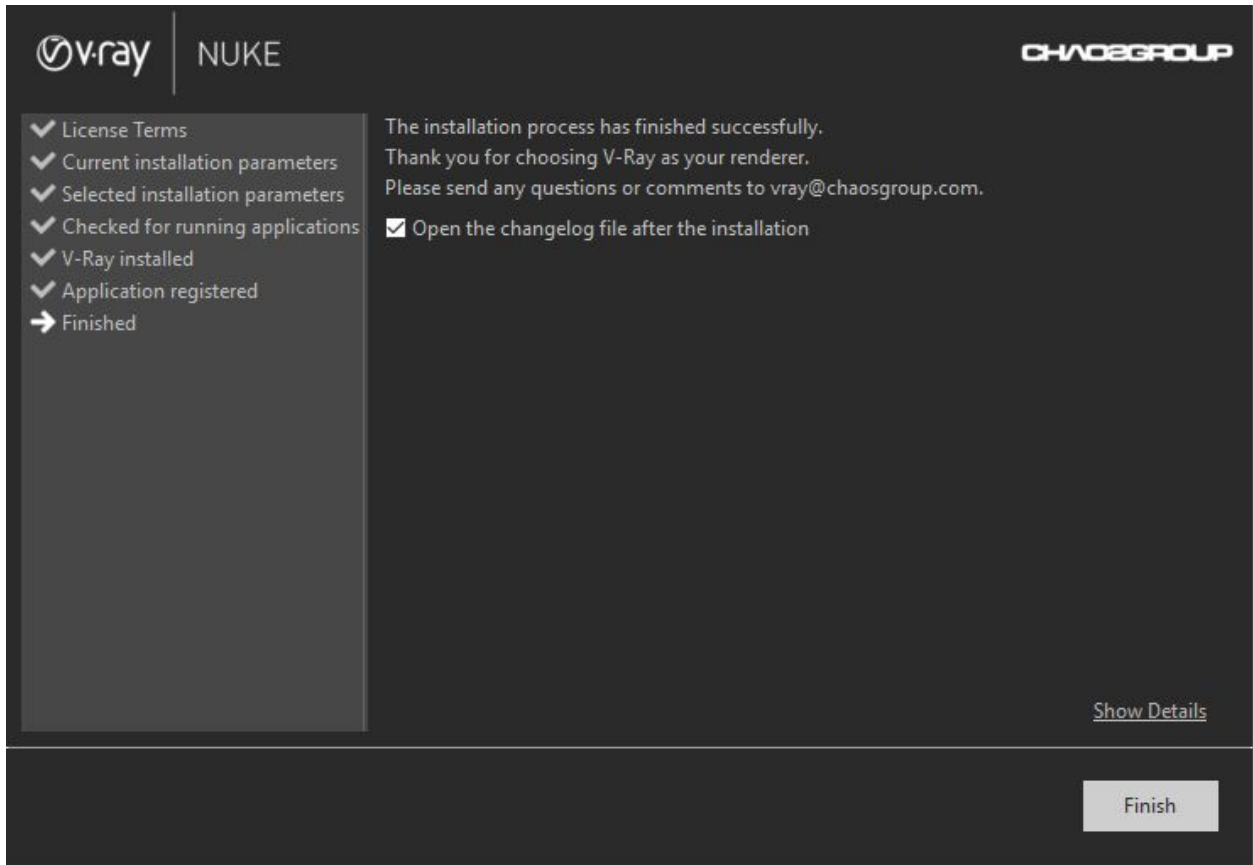 v·ray
NUKE
CHAOSGROUP
License Terms
Current installation parameters
Selected installation parameters
Checked for running applications
V-Ray installed
Application registered
Finished
The installation process has finished successfully.
Thank you for choosing V-Ray as your renderer.
Please send any questions or comments to vray@chaosgroup.com.
Open the changelog file after the installation
Show Details
Finish